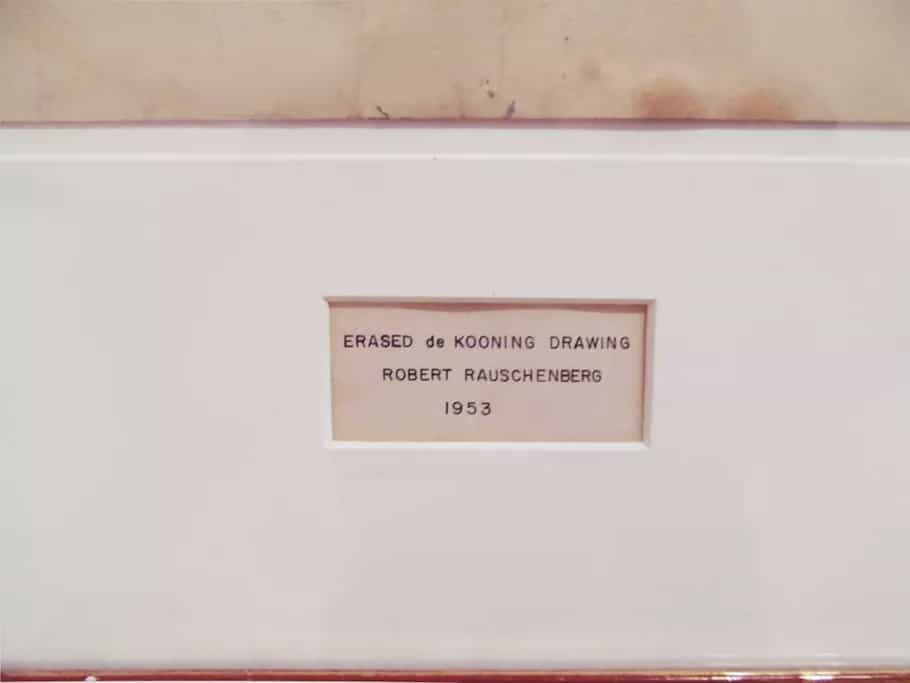 ERASED de KOONING DRAWING
ROBERT RAUSCHENBERG
1953